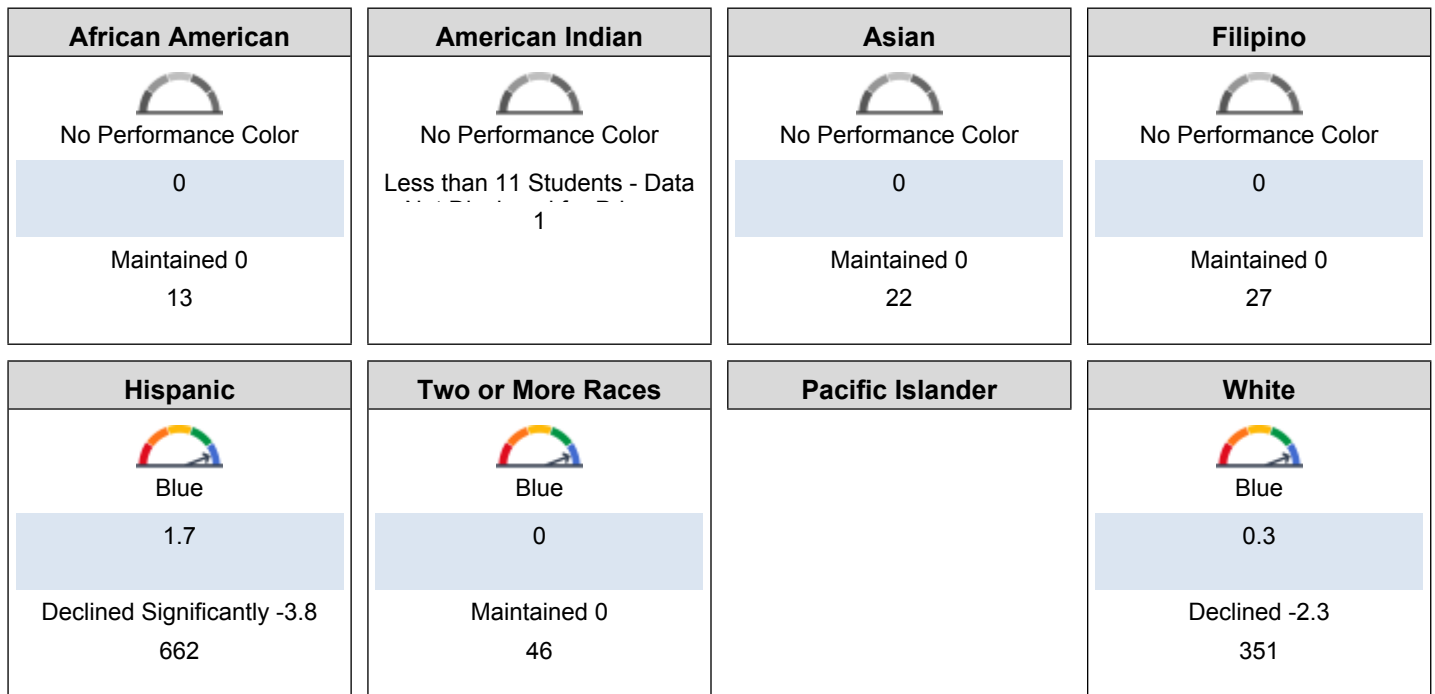 African American
No Performance Color
0
Maintained 0
13
American Indian
No Performance Color
Less than 11 Students - Data
1
Asian
No Performance Color
0
Maintained 0
22
Filipino
No Performance Color
0
Maintained 0
27
Hispanic
Blue
1.7
Declined Significantly -3.8
662
Two or More Races
Blue
0
Maintained 0
46
Pacific Islander
White
Blue
0.3
Declined -2.3
351